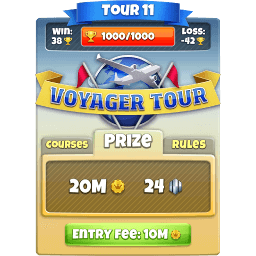 TOUR 11
WIN: 38
1000/1000
LOSS: -42
VOYAGER TOUR
COURSES PRIZE RULES
20M 24
ENTRY FEE: 10M